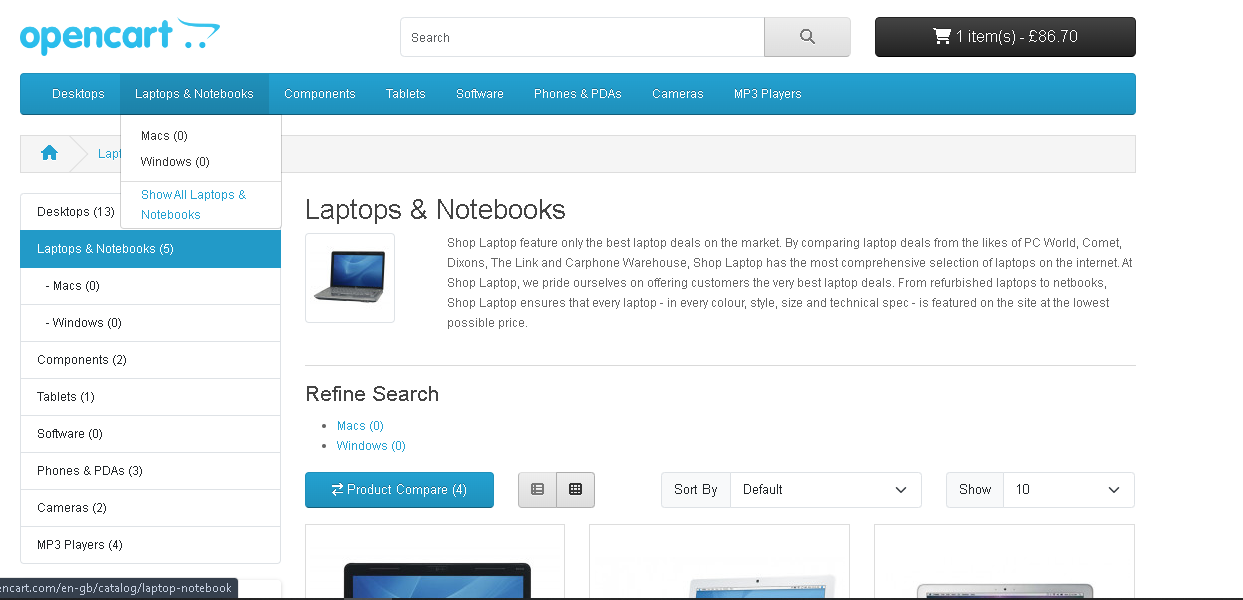 opencart
Search
1 item(s) - £86.70
Desktops
Laptops & Notebooks
Components
Tablets
Software
Phones & PDAs
Cameras
MP3 Players
Macs (0)
Windows (0)
Show All Laptops &
Notebooks
Lapt
Desktops (13)
Laptops & Notebooks (5)
- Macs (0)
- Windows (0)
Components (2)
Tablets (1)
Software (0)
Phones & PDAs (3)
Cameras (2)
MP3 Players (4)
Laptops & Notebooks
Shop Laptop feature only the best laptop deals on the market. By comparing laptop deals from the likes of PC World, Comet,
Dixons, The Link and Carphone Warehouse, Shop Laptop has the most comprehensive selection of laptops on the internet. At
Shop Laptop, we pride ourselves on offering customers the very best laptop deals. From refurbished laptops to netbooks,
Shop Laptop ensures that every laptop - in every colour, style, size and technical spec - is featured on the site at the lowest
possible price.
Refine Search
Macs (0)
Windows (0)
Product Compare (4)
Sort By
Default
Show
10
encart.com/en-gb/catalog/laptop-notebook